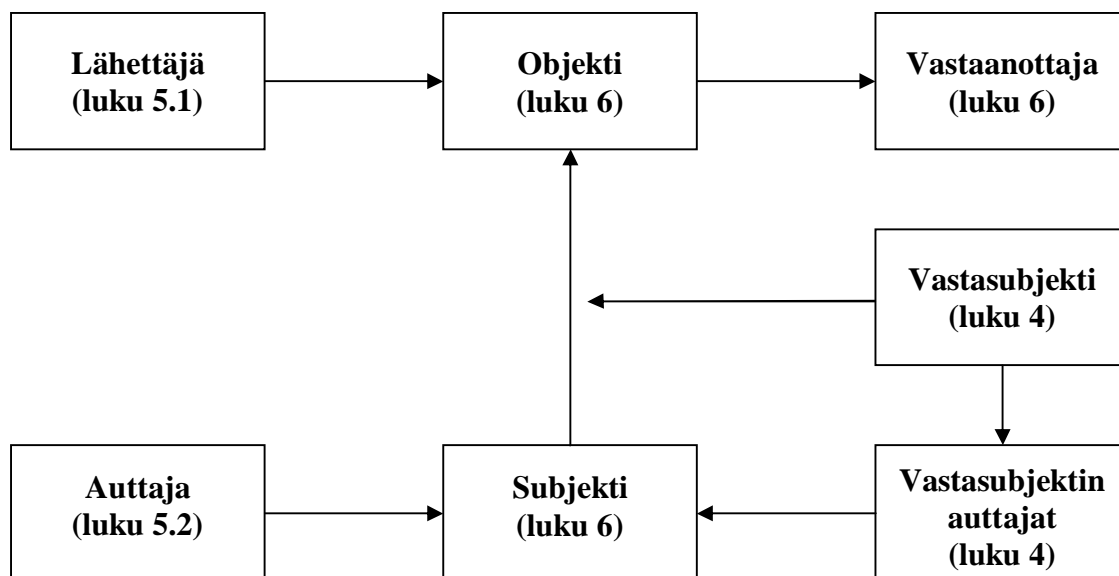 Lähettäjä
(luku 5.1)
Objekti
(luku 6)
Vastaanottaja
(luku 6)
Vastasubjekti
(luku 4)
Auttaja
(luku 5.2)
Subjekti
(luku 6)
Vastasubjektin
auttajat
(luku 4)